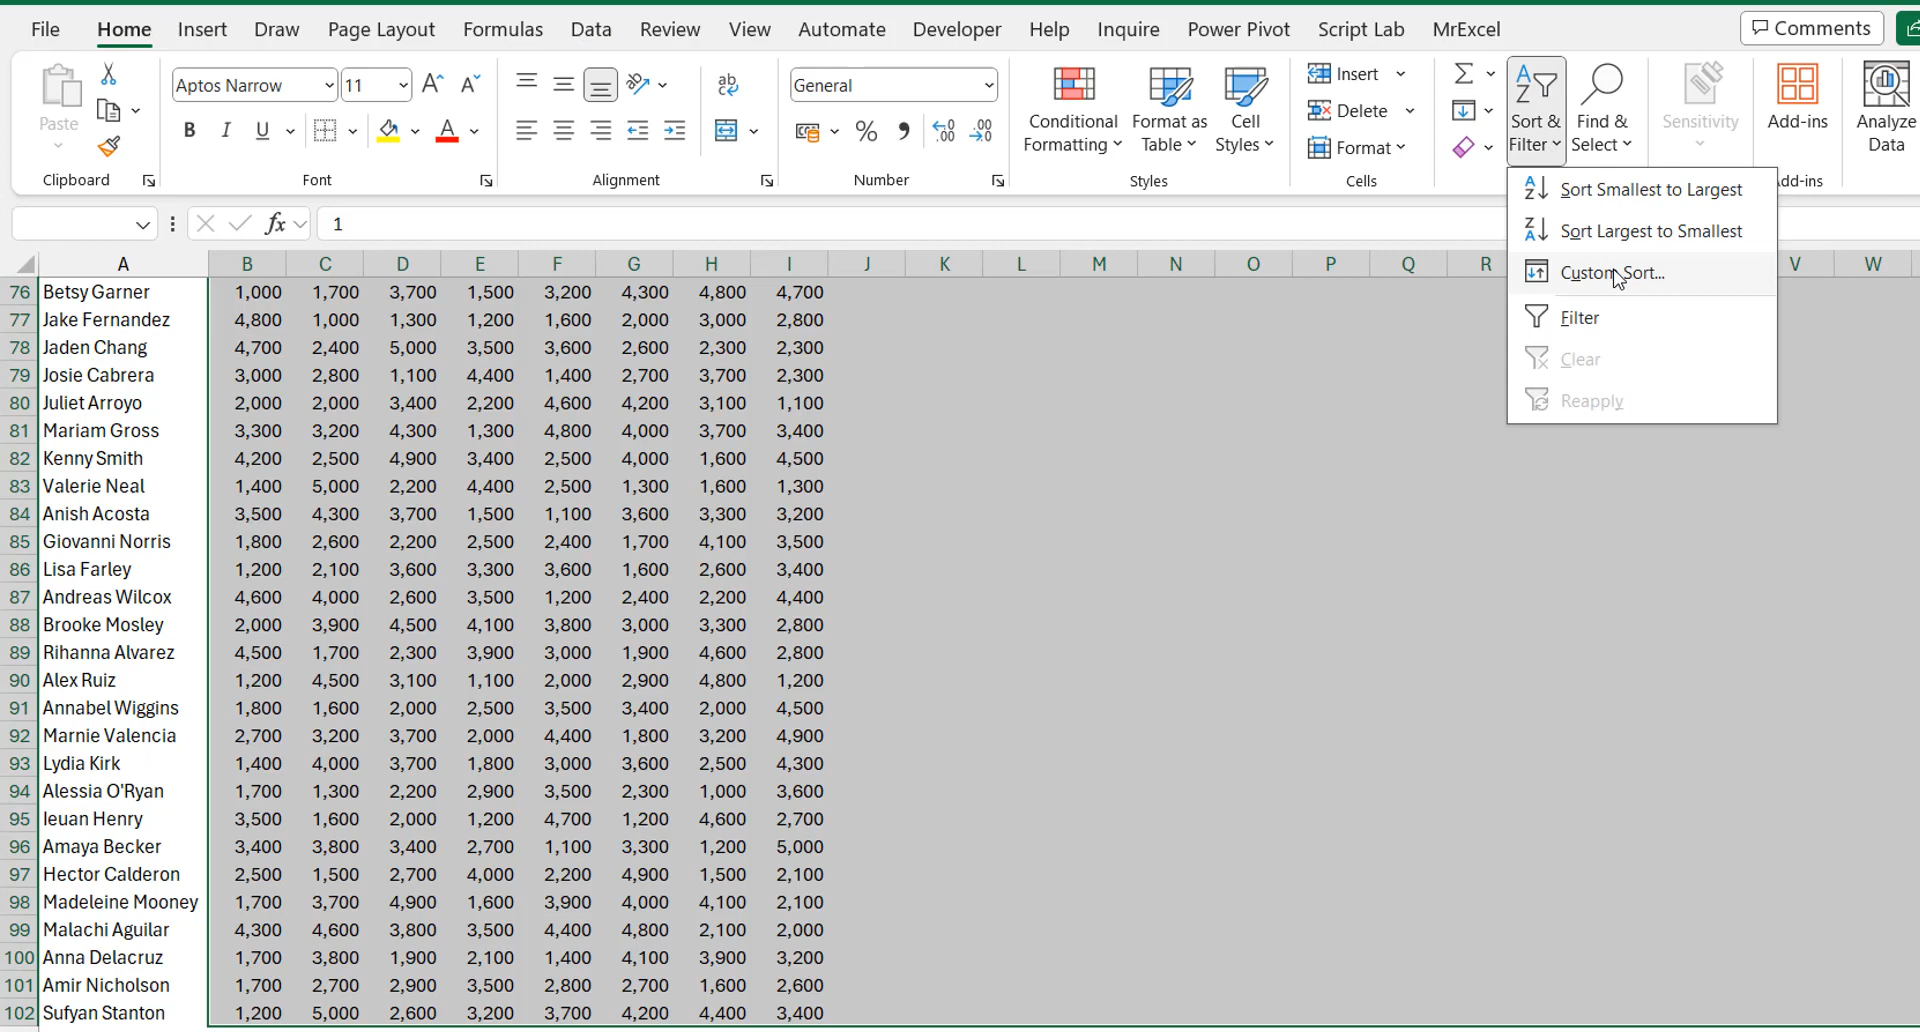 File Home Insert Draw Page Layout Formulas Data Review View Automate Developer Help Inquire Power Pivot Script Lab MrExcel Comments
Aptos Narrow 11 General
Paste
B I U
Conditional Formatting
Format as Table
Cell Styles
Insert
Delete
Format
Sort & Filter
Find & Select
Sensitivity
Add-ins
Analyze Data
Clipboard Font Alignment Number Styles Cells dd-ins
Sort Smallest to Largest
Sort Largest to Smallest
Custom Sort...
Filter
Clear
Reapply
fx 1
A B C D E F G H I J K L M N O P Q R V W
76 Betsy Garner 1,000 1,700 3,700 1,500 3,200 4,300 4,800 4,700
77 Jake Fernandez 4,800 1,000 1,300 1,200 1,600 2,000 3,000 2,800
78 Jaden Chang 4,700 2,400 5,000 3,500 3,600 2,600 2,300 2,300
79 Josie Cabrera 3,000 2,800 1,100 4,400 1,400 2,700 3,700 2,300
80 Juliet Arroyo 2,000 2,000 3,400 2,200 4,600 4,200 3,100 1,100
81 Mariam Gross 3,300 3,200 4,300 1,300 4,800 4,000 3,700 3,400
82 Kenny Smith 4,200 2,500 4,900 3,400 2,500 4,000 1,600 4,500
83 Valerie Neal 1,400 5,000 2,200 4,400 2,500 1,300 1,600 1,300
84 Anish Acosta 3,500 4,300 3,700 1,500 1,100 3,600 3,300 3,200
85 Giovanni Norris 1,800 2,600 2,200 2,500 2,400 1,700 4,100 3,500
86 Lisa Farley 1,200 2,100 3,600 3,300 3,600 1,600 2,600 3,400
87 Andreas Wilcox 4,600 4,000 2,600 3,500 1,200 2,400 2,200 4,400
88 Brooke Mosley 2,000 3,900 4,500 4,100 3,800 3,000 3,300 2,800
89 Rihanna Alvarez 4,500 1,700 2,300 3,900 3,000 1,900 4,600 2,800
90 Alex Ruiz 1,200 4,500 3,100 1,100 2,000 2,900 4,800 1,200
91 Annabel Wiggins 1,800 1,600 2,000 2,500 3,500 3,400 2,000 4,500
92 Marnie Valencia 2,700 3,200 3,700 2,000 4,400 1,800 3,200 4,900
93 Lydia Kirk 1,400 4,000 3,700 1,800 3,000 3,600 2,500 4,300
94 Alessia O'Ryan 1,700 1,300 2,200 2,900 3,500 2,300 1,000 3,600
95 Ieuan Henry 3,500 1,600 2,000 1,200 4,700 1,200 4,600 2,700
96 Amaya Becker 3,400 3,800 3,400 2,700 1,100 3,300 1,200 5,000
97 Hector Calderon 2,500 1,500 2,700 4,000 2,200 4,900 1,500 2,100
98 Madeleine Mooney 1,700 3,700 4,900 1,600 3,900 4,000 4,100 2,100
99 Malachi Aguilar 4,300 4,600 3,800 3,500 4,400 4,800 2,100 2,000
100 Anna Delacruz 1,700 3,800 1,900 2,100 1,400 4,100 3,900 3,200
101 Amir Nicholson 1,700 2,700 2,900 3,500 2,800 2,700 1,600 2,600
102 Sufyan Stanton 1,200 5,000 2,600 3,200 3,700 4,200 4,400 3,400